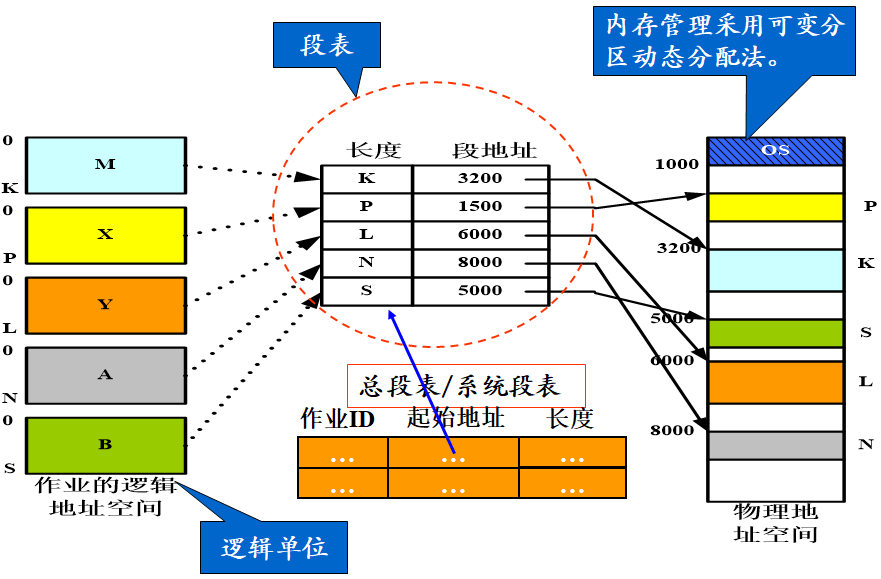 段表
内存管理采用可变分
区动态分配法。
0
M
K
0
X
P
0
Y
L
0
A
N
0
B
S
作业的逻辑
地址空间
逻辑单位
长度 段地址
K 3200
P 1500
L 6000
N 8000
S 5000
总段表/系统段表
作业ID 起始地址 长度
... ... ...
... ... ...
OS
1000
P
3200
K
5000
S
6000
L
8000
N
物理地
址空间